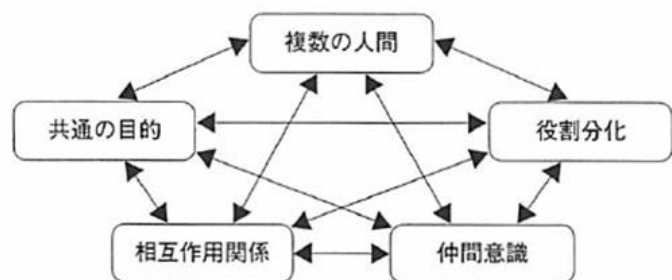 複数の人間
共通の目的
役割分化
相互作用関係
仲間意識